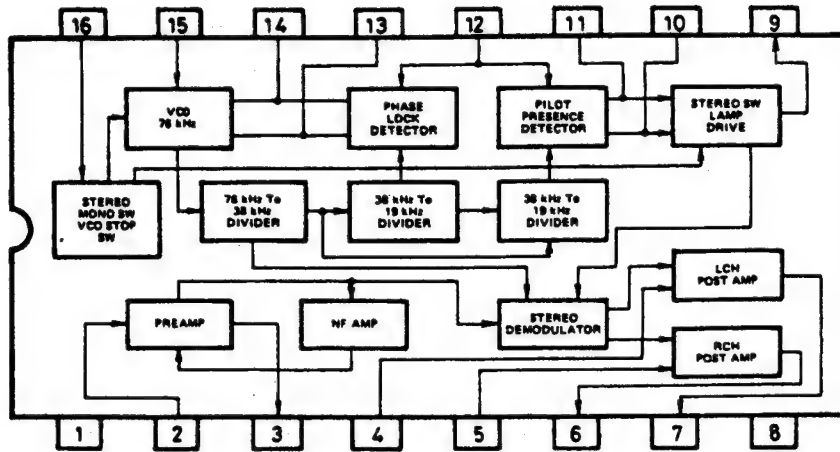 16 15 14 13 12 11 10 9
VCO
76 kHz
PHASE
LOCK
DETECTOR
PILOT
PRESENCE
DETECTOR
STEREO SW
LAMP
DRIVE
STEREO
MONO SW
VCO STOP
SW
76 kHz To
38 kHz
DIVIDER
38 kHz To
19 kHz
DIVIDER
38 kHz To
19 kHz
DIVIDER
PREAMP
NF AMP
STEREO
DEMODULATOR
LCH
POST AMP
RCH
POST AMP
1 2 3 4 5 6 7 8